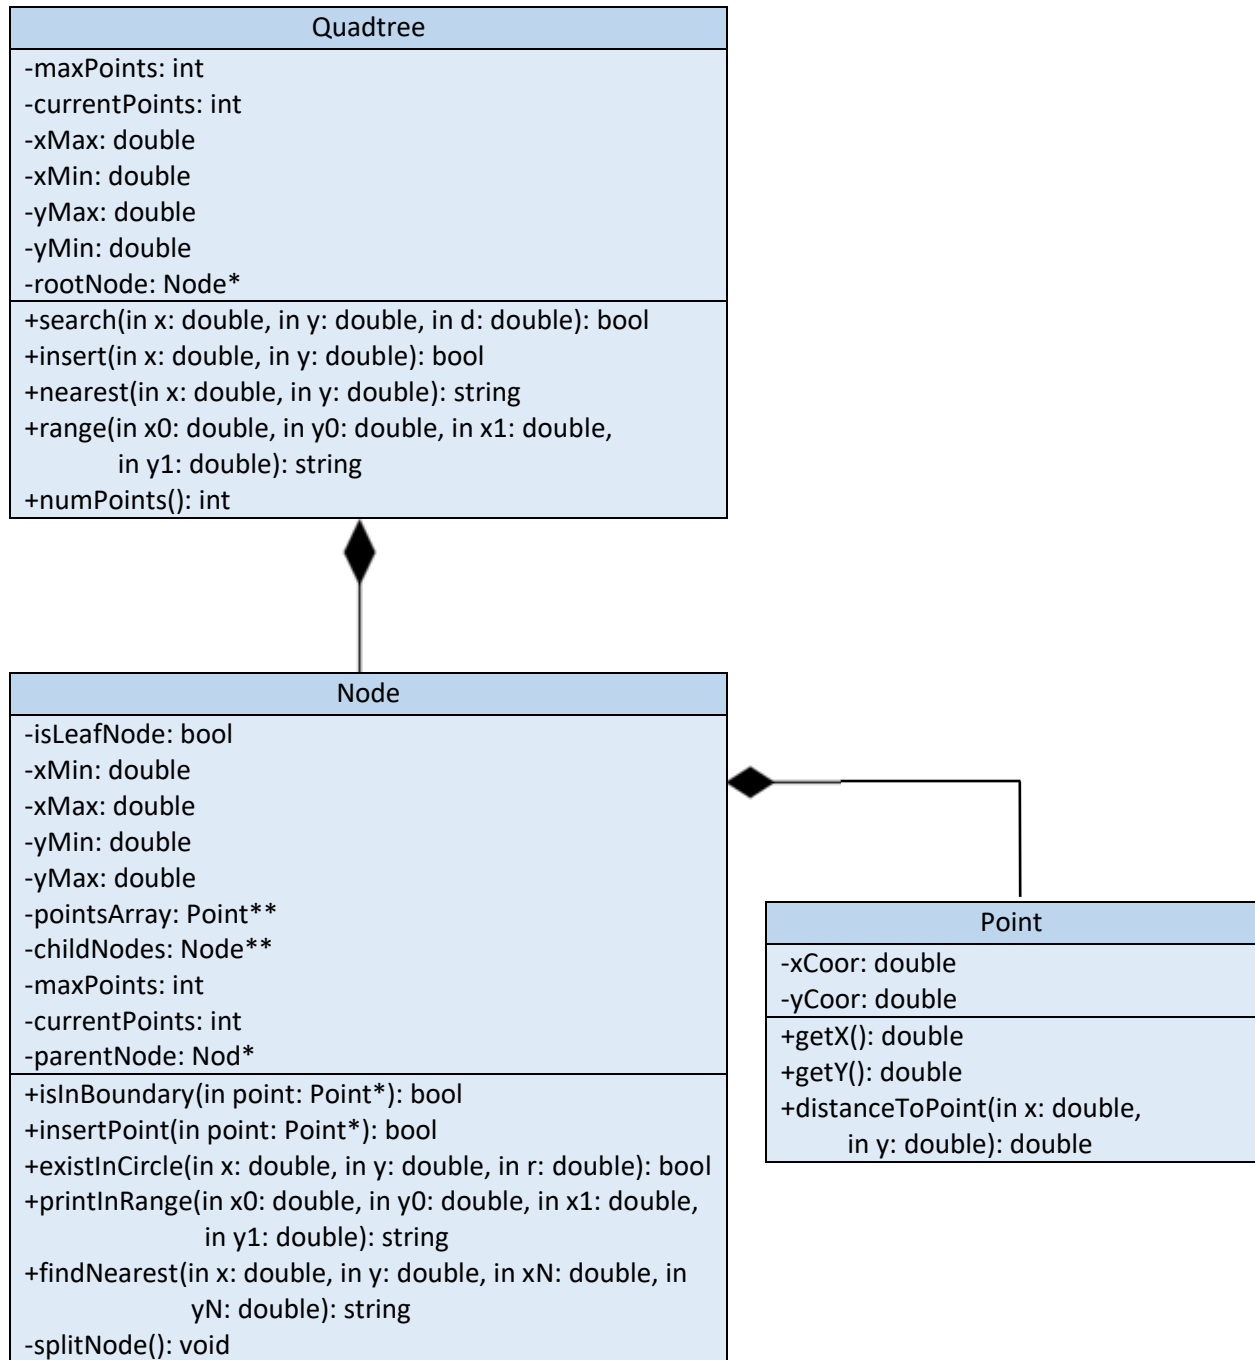 Quadtree
-maxPoints: int
-currentPoints: int
-xMax: double
-xMin: double
-yMax: double
-yMin: double
-rootNode: Node*
+search(in x: double, in y: double, in d: double): bool
+insert(in x: double, in y: double): bool
+nearest(in x: double, in y: double): string
+range(in x0: double, in y0: double, in x1: double,
in y1: double): string
+numPoints(): int
Node
-isLeafNode: bool
-xMin: double
-xMax: double
-yMin: double
-yMax: double
-pointsArray: Point**
-childNodes: Node**
-maxPoints: int
-currentPoints: int
-parentNode: Nod*
+isInBoundary(in point: Point*): bool
+insertPoint(in point: Point*): bool
+existInCircle(in x: double, in y: double, in r: double): bool
+printInRange(in x0: double, in y0: double, in x1: double,
in y1: double): string
+findNearest(in x: double, in y: double, in xN: double, in
yN: double): string
-splitNode(): void
Point
-xCoor: double
-yCoor: double
+getX(): double
+getY(): double
+distanceToPoint(in x: double,
in y: double): double